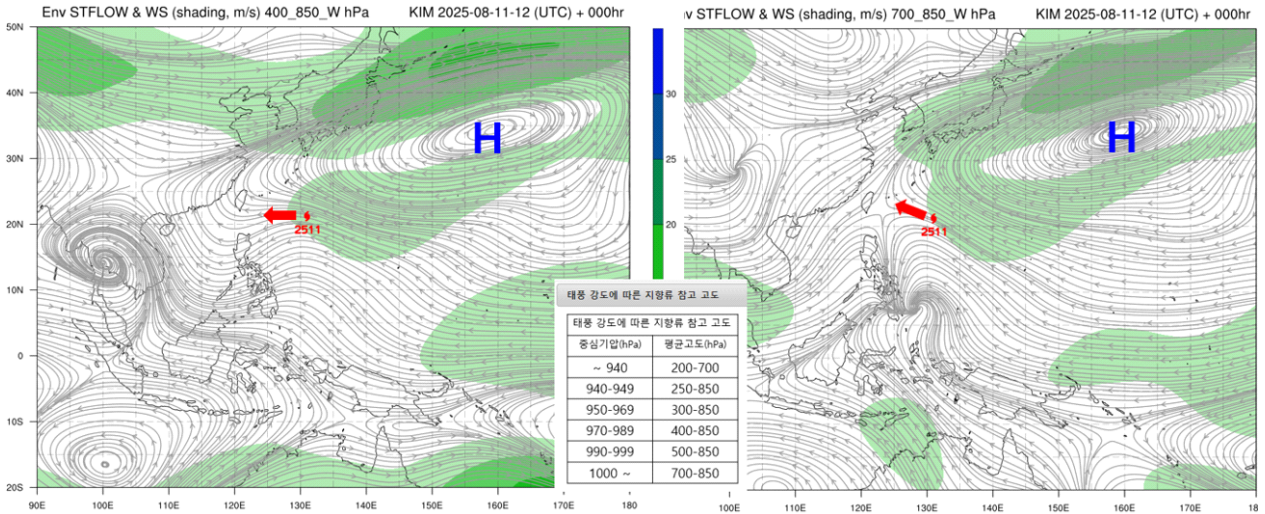 Env STFLOW & WS (shading, m/s) 400_850_W hPa
KIM 2025-08-11-12 (UTC) + 000hr
50N
40N
30N
20N
10N
0
10S
20S
90E
100E
110E
120E
130E
140E
150E
160E
170E
180
H
2511
30
25
20
v STFLOW & WS (shading, m/s) 700_850_W hPa
KIM 2025-08-11-12 (UTC) + 000hr
H
2511
100E
110E
120E
130E
140E
150E
160E
170E
18
태풍 강도에 따른 지향류 참고 고도
태풍 강도에 따른 지향류 참고 고도
중심기압(hPa) 평균고도(hPa)
~ 940 200-700
940-949 250-850
950-969 300-850
970-989 400-850
990-999 500-850
1000 ~ 700-850